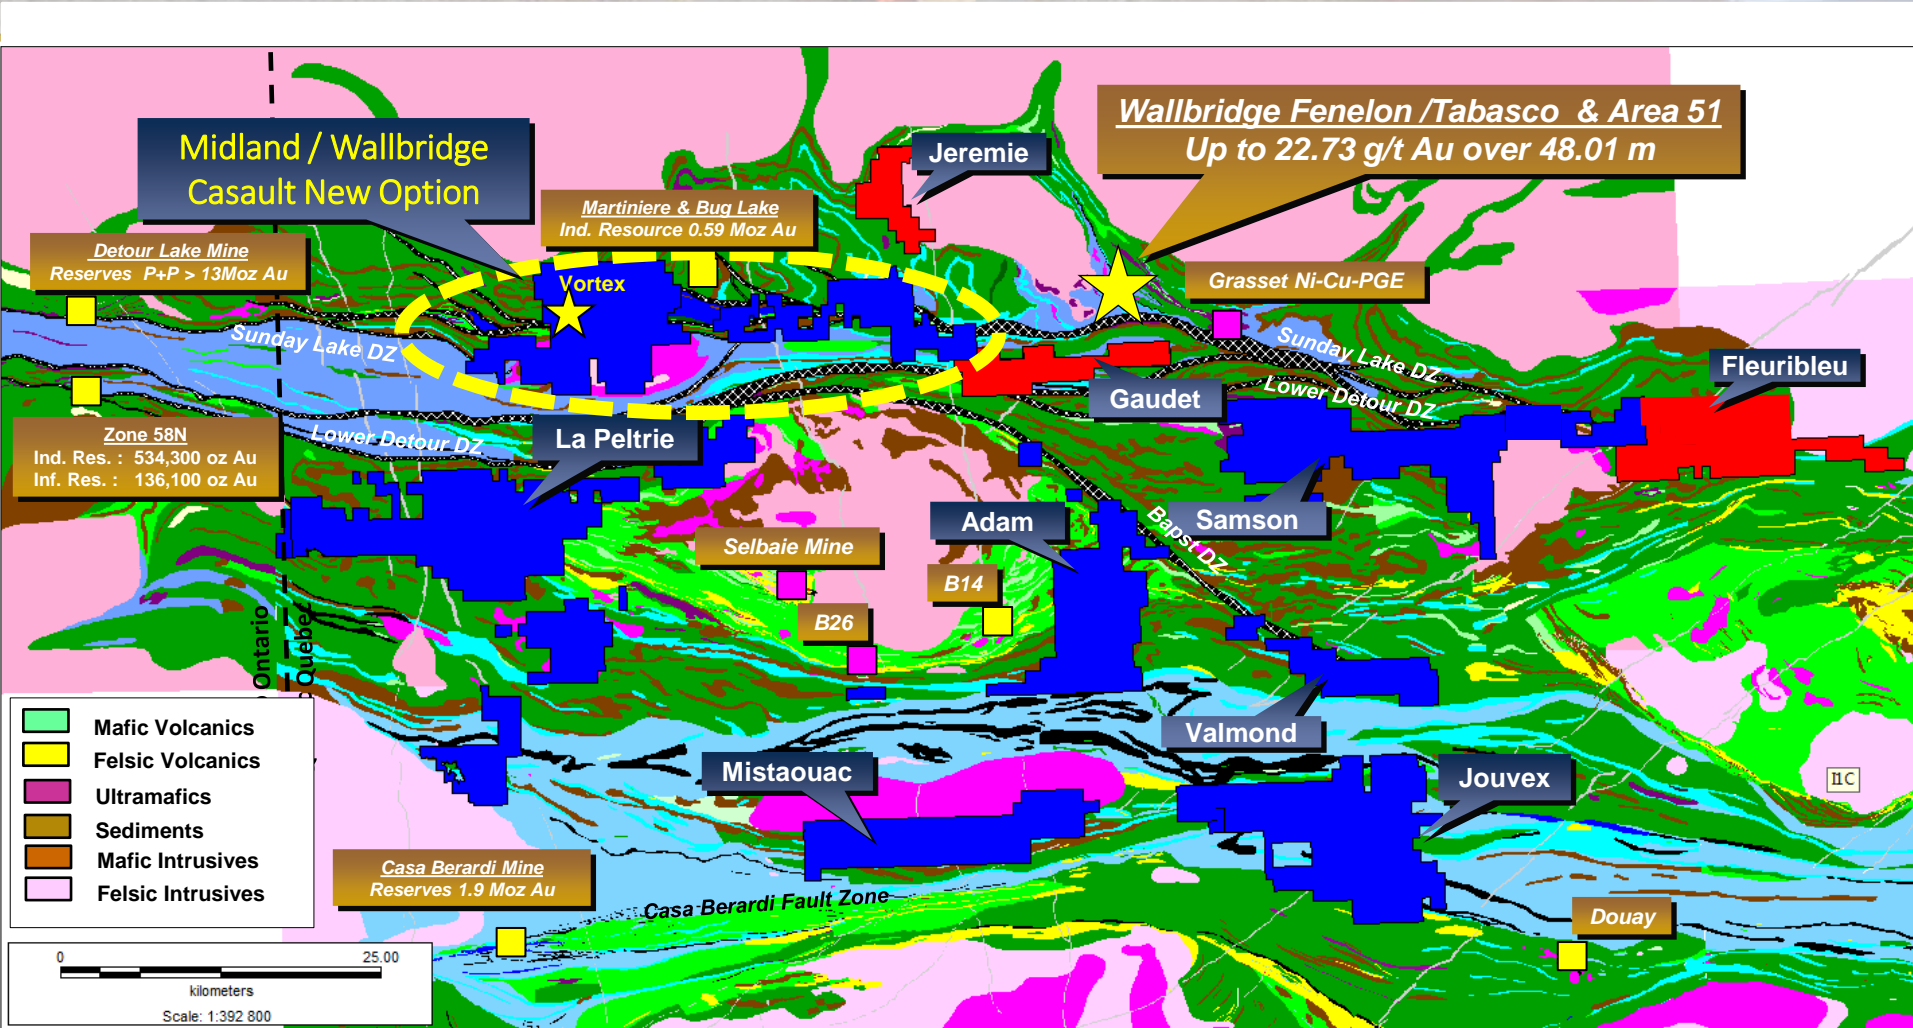 Midland / Wallbridge
Casault New Option
Wallbridge Fenelon /Tabasco & Area 51
Up to 22.73 g/t Au over 48.01 m
Jeremie
Martiniere & Bug Lake
Ind. Resource 0.59 Moz Au
Detour Lake Mine
Reserves P+P > 13Moz Au
Vortex
Grasset Ni-Cu-PGE
Sunday Lake DZ
Sunday Lake DZ
Fleuribleu
Gaudet
Lower Detour DZ
Zone 58N
Ind. Res. : 534,300 oz Au
Inf. Res. : 136,100 oz Au
Lower Detour DZ
La Peltrie
Adam
Bapst DZ
Samson
Selbaie Mine
B14
B26
Ontario
Quebec
Mafic Volcanics
Felsic Volcanics
Ultramafics
Sediments
Mafic Intrusives
Felsic Intrusives
Valmond
Mistaouac
Jouvex
I1C
Casa Berardi Mine
Reserves 1.9 Moz Au
Casa Berardi Fault Zone
Douay
0 25.00
kilometers
Scale: 1:392 800